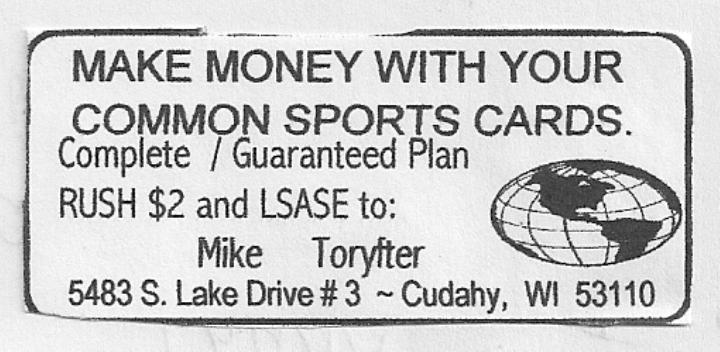 MAKE MONEY WITH YOUR
COMMON SPORTS CARDS.
Complete / Guaranteed Plan
RUSH $2 and LSASE to:
Mike Toryfter
5483 S. Lake Drive # 3 ~ Cudahy, WI 53110